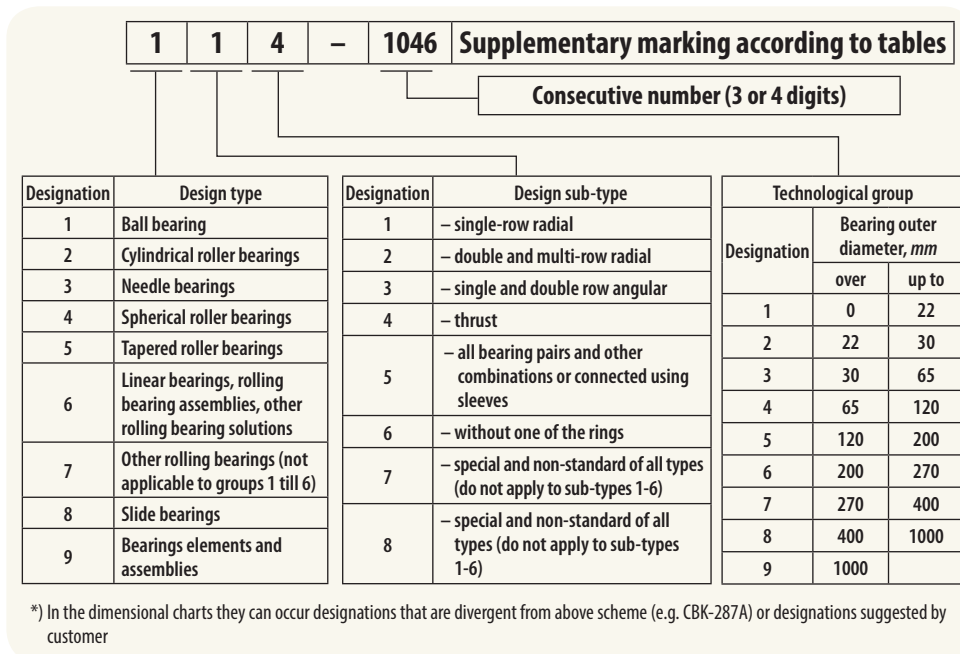 1 1 4 – 1046 Supplementary marking according to tables
Consecutive number (3 or 4 digits)
Designation Design type
1 Ball bearing
2 Cylindrical roller bearings
3 Needle bearings
4 Spherical roller bearings
5 Tapered roller bearings
6 Linear bearings, rolling
bearing assemblies, other
rolling bearing solutions
7 Other rolling bearings (not
applicable to groups 1 till 6)
8 Slide bearings
9 Bearings elements and
assemblies
Designation Design sub-type
1 – single-row radial
2 – double and multi-row radial
3 – single and double row angular
4 – thrust
5 – all bearing pairs and other
combinations or connected using
sleeves
6 – without one of the rings
7 – special and non-standard of all types
(do not apply to sub-types 1-6)
8 – special and non-standard of all
types (do not apply to sub-types
1-6)
Technological group
Designation Bearing outer
diameter, mm
over up to
1 0 22
2 22 30
3 30 65
4 65 120
5 120 200
6 200 270
7 270 400
8 400 1000
9 1000
*) In the dimensional charts they can occur designations that are divergent from above scheme (e.g. CBK-287A) or designations suggested by
customer